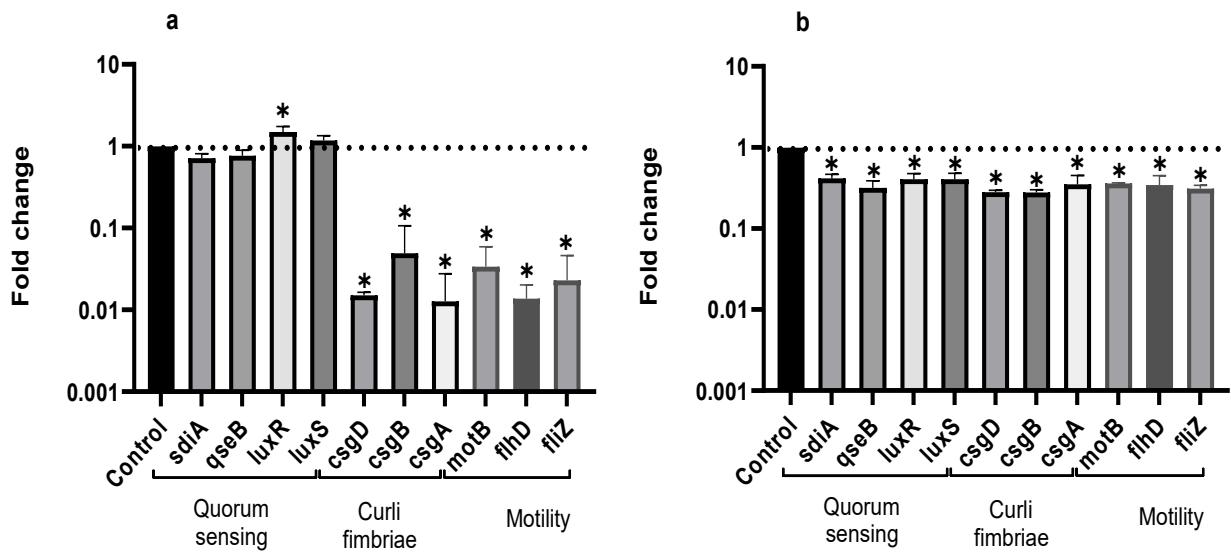 a
Fold change
10
1
0.1
0.01
0.001
*
*
*
*
*
*
*
Control
sdiA
qseB
luxR
luxS
csgD
csgB
csgA
motB
flhD
fliZ
Quorum
sensing
Curli
fimbriae
Motility
b
Fold change
10
1
0.1
0.01
0.001
*
*
*
*
*
*
*
*
*
*
Control
sdiA
qseB
luxR
luxS
csgD
csgB
csgA
motB
flhD
fliZ
Quorum
sensing
Curli
fimbriae
Motility